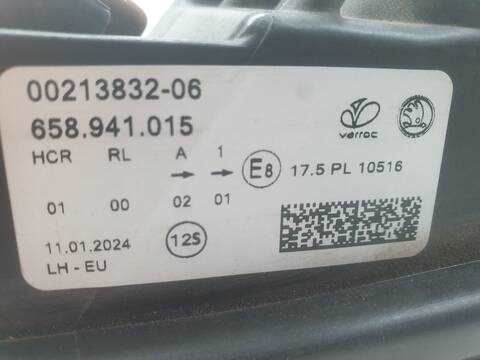 00213832-06
658.941.015
varroc
HCR RL A 1
E8 17.5 PL 10516
01 00 02 01
11.01.2024 12S
LH - EU